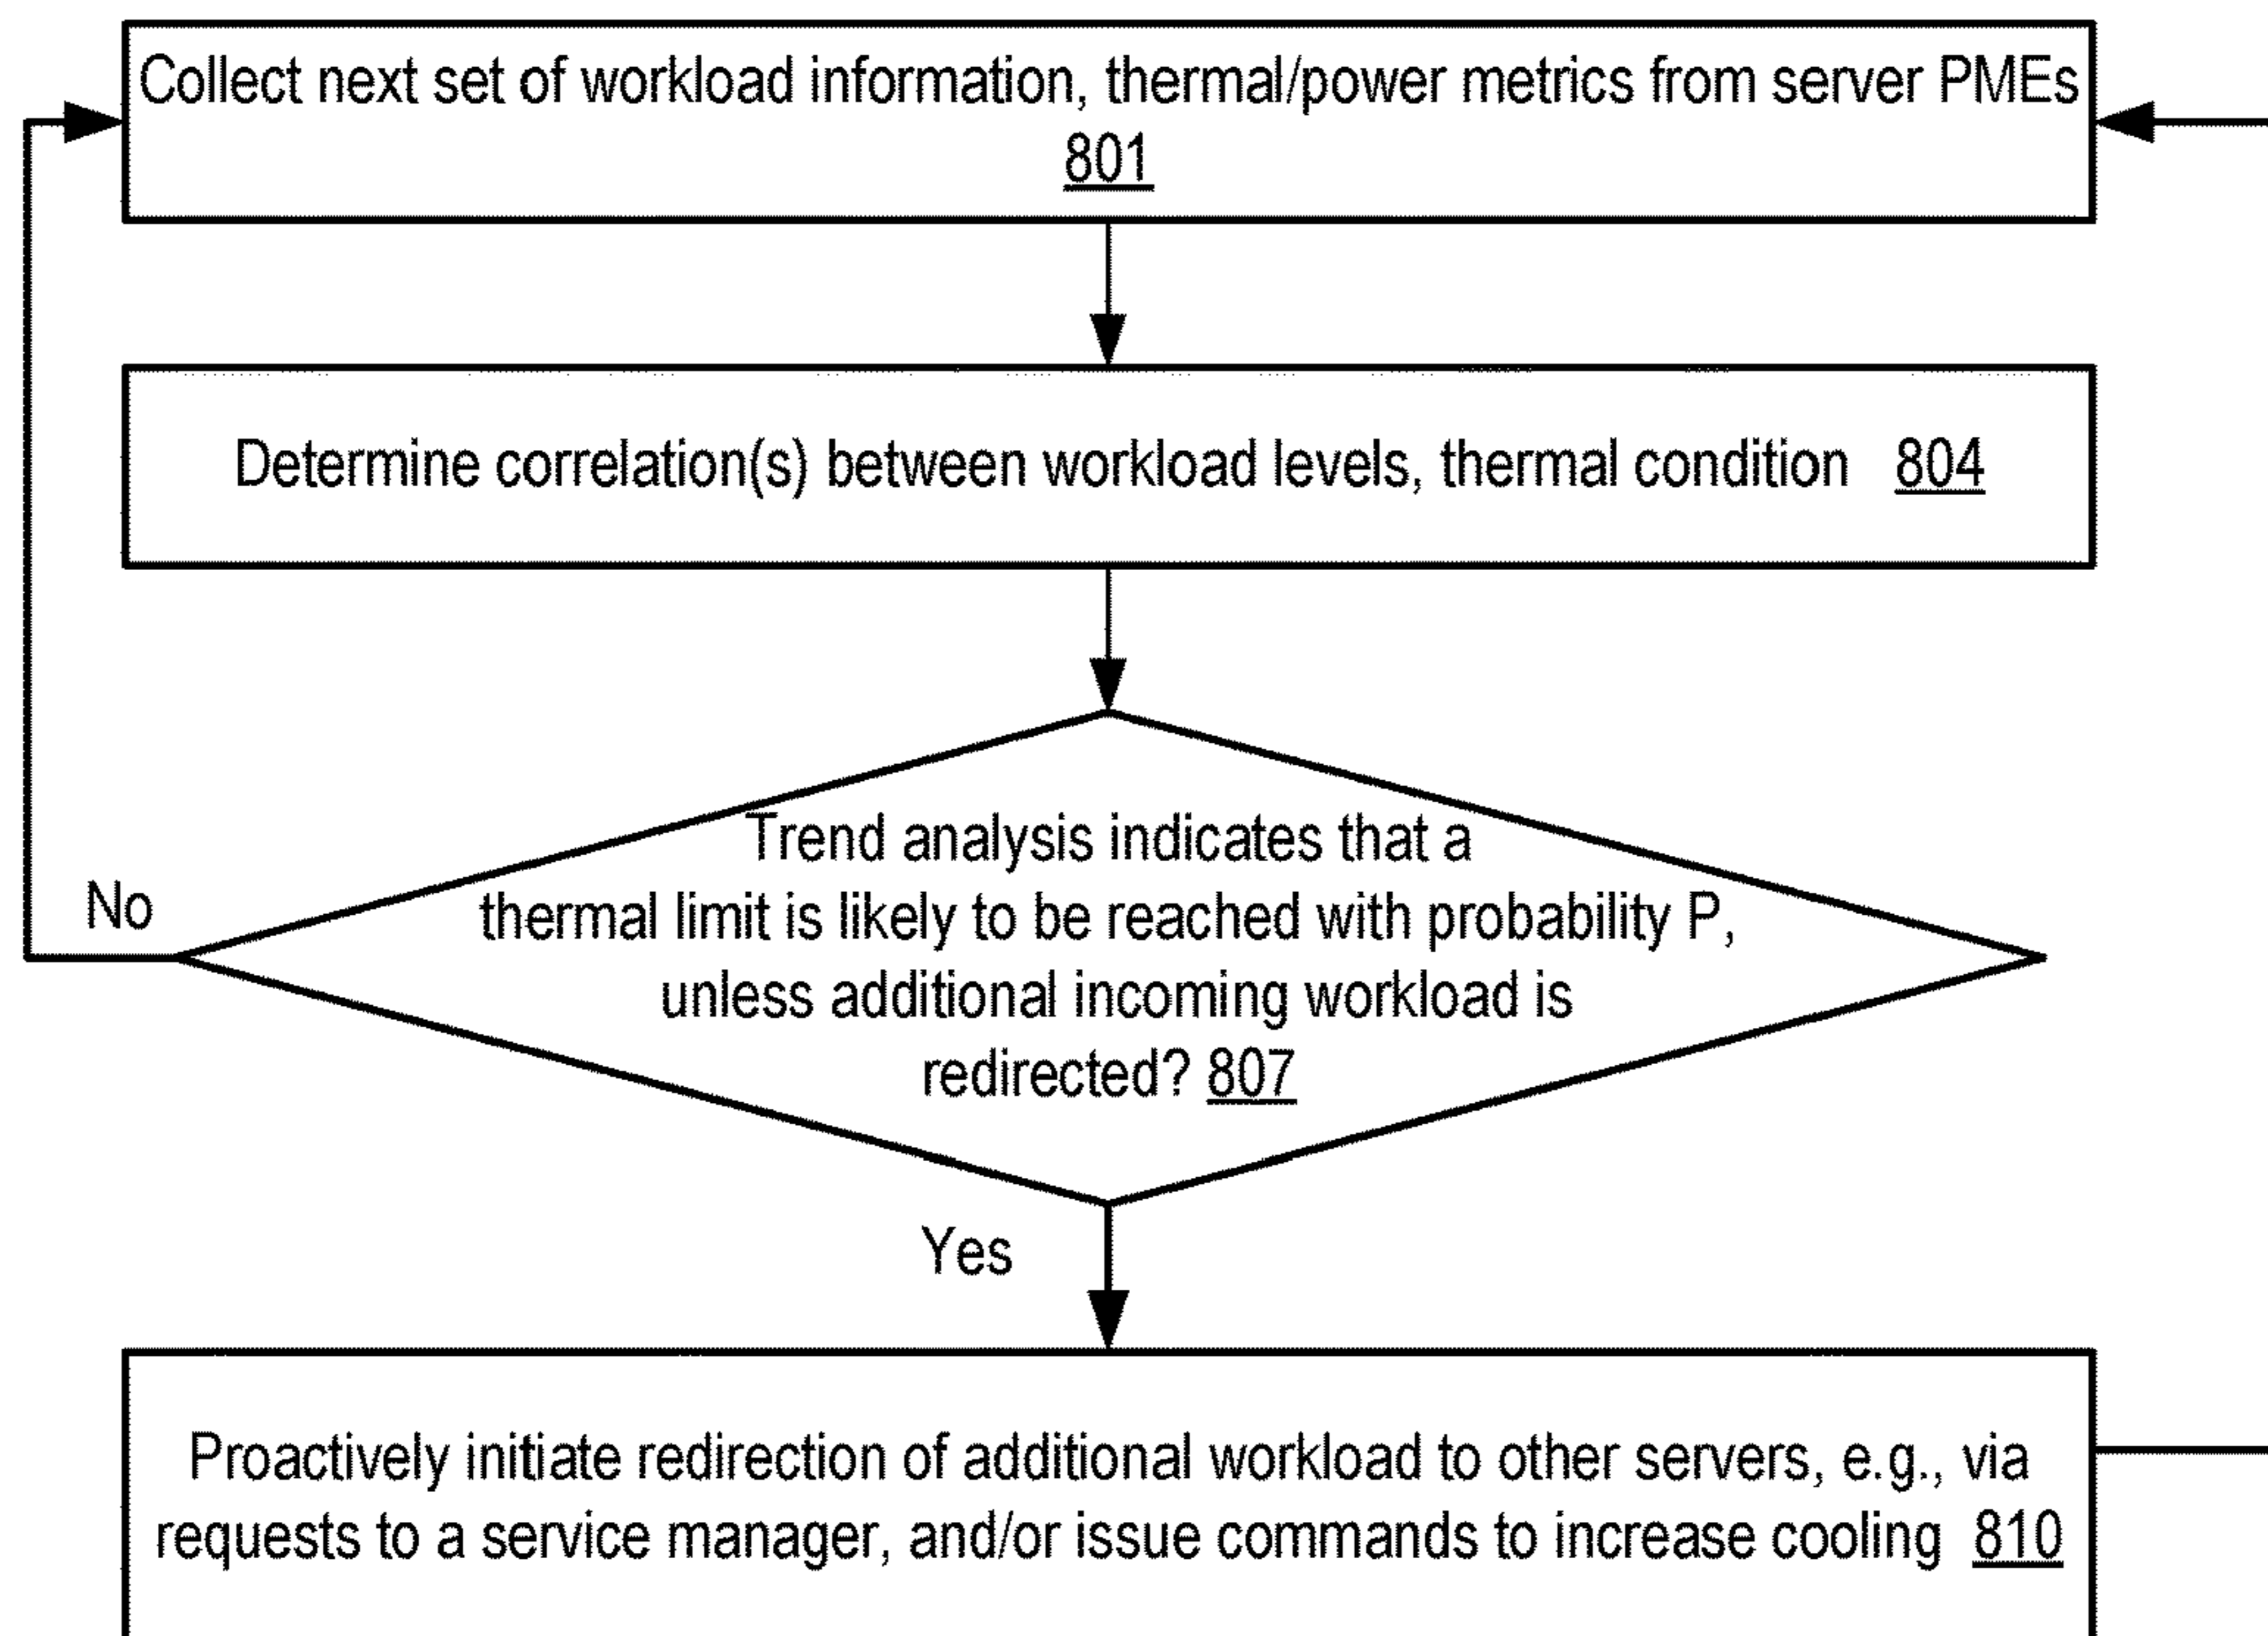 Collect next set of workload information, thermal/power metrics from server PMEs
801
Determine correlation(s) between workload levels, thermal condition 804
Trend analysis indicates that a
thermal limit is likely to be reached with probability P,
unless additional incoming workload is
redirected? 807
No
Yes
Proactively initiate redirection of additional workload to other servers, e.g., via
requests to a service manager, and/or issue commands to increase cooling 810